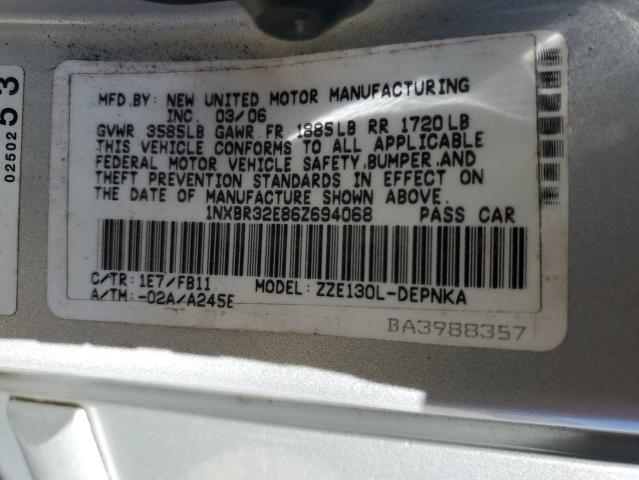 MFD.BY: NEW UNITED MOTOR MANUFACTURING
INC. 03/06
GVWR 3585LB GAWR FR 1885LB RR 1720LB
THIS VEHICLE CONFORMS TO ALL APPLICABLE
FEDERAL MOTOR VEHICLE SAFETY,BUMPER,AND
THEFT PREVENTION STANDARDS IN EFFECT ON
THE DATE OF MANUFACTURE SHOWN ABOVE.
1NXBR32E86Z694068 PASS CAR
C/TR: 1E7/FB11 MODEL: ZZE130L-DEPNKA
A/TM: -02A/A245E
BA3988357
02502 53